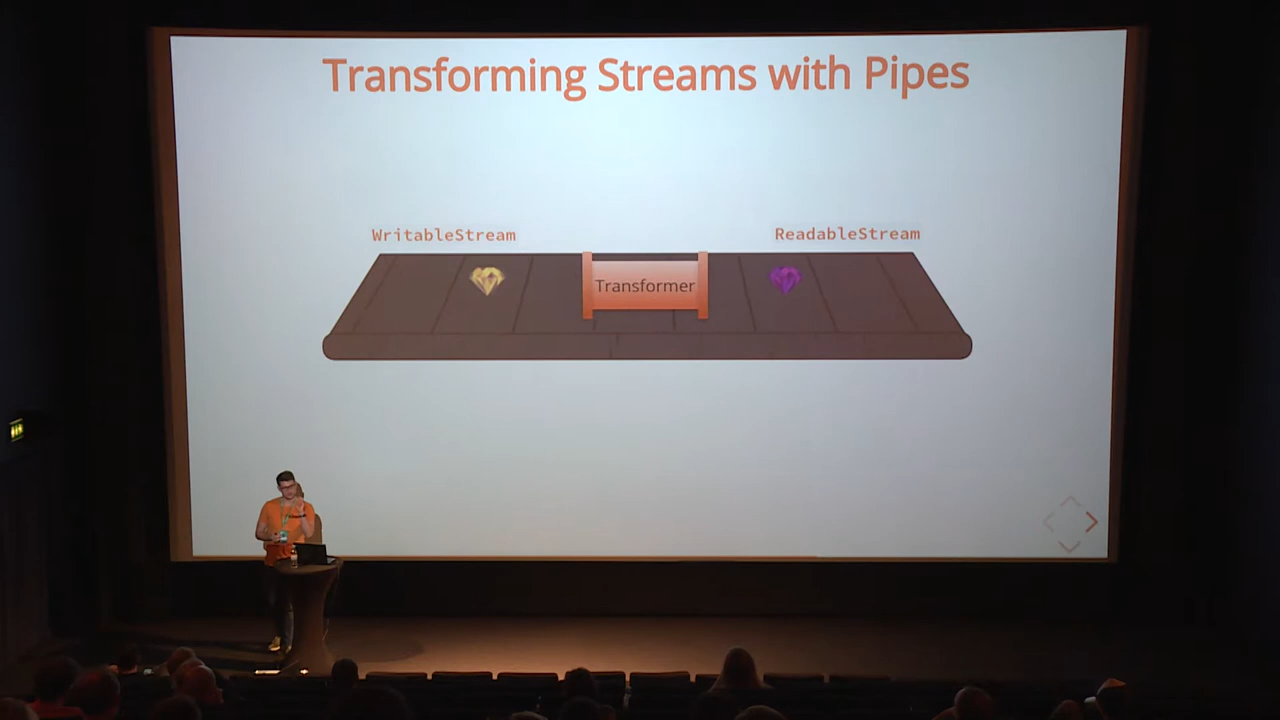 Transforming Streams with Pipes
WritableStream
ReadableStream
Transformer